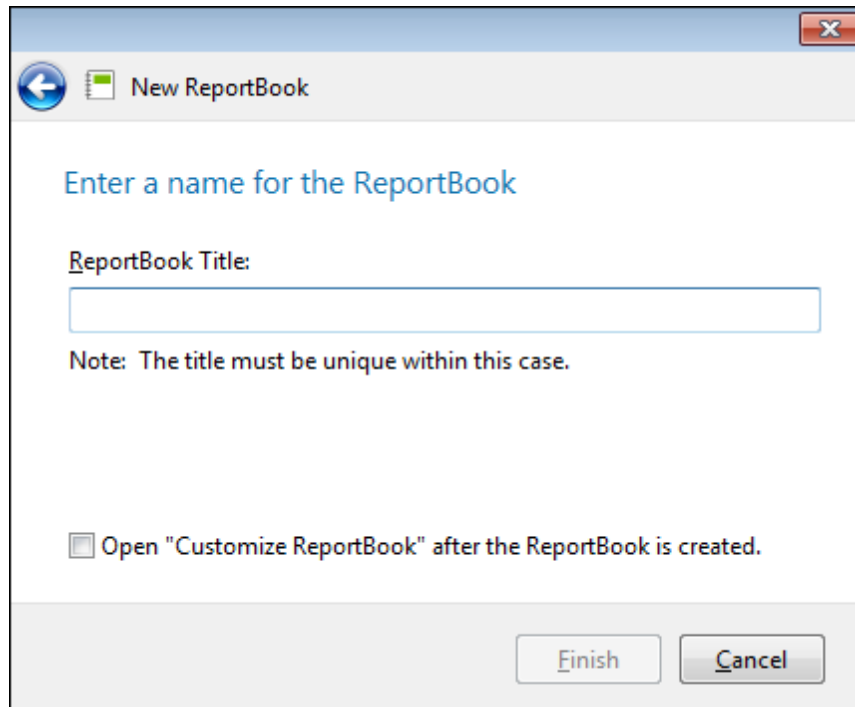 New ReportBook
Enter a name for the ReportBook
ReportBook Title:
Note:  The title must be unique within this case.
Open "Customize ReportBook" after the ReportBook is created.
Finish
Cancel